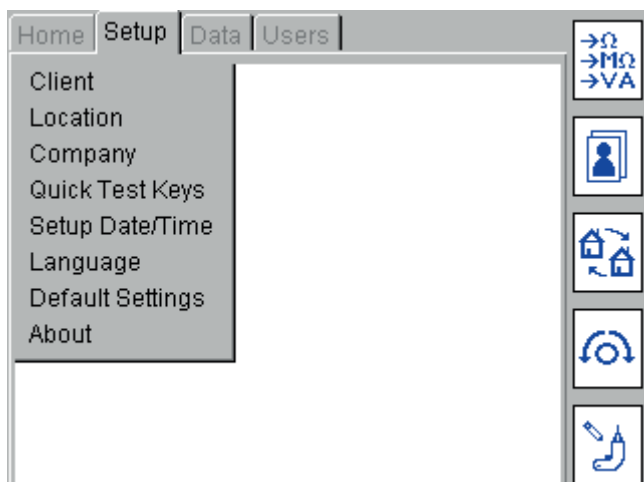 Home Setup Data Users
Client
Location
Company
Quick Test Keys
Setup Date/Time
Language
Default Settings
About
→Ω
→MΩ
→VA